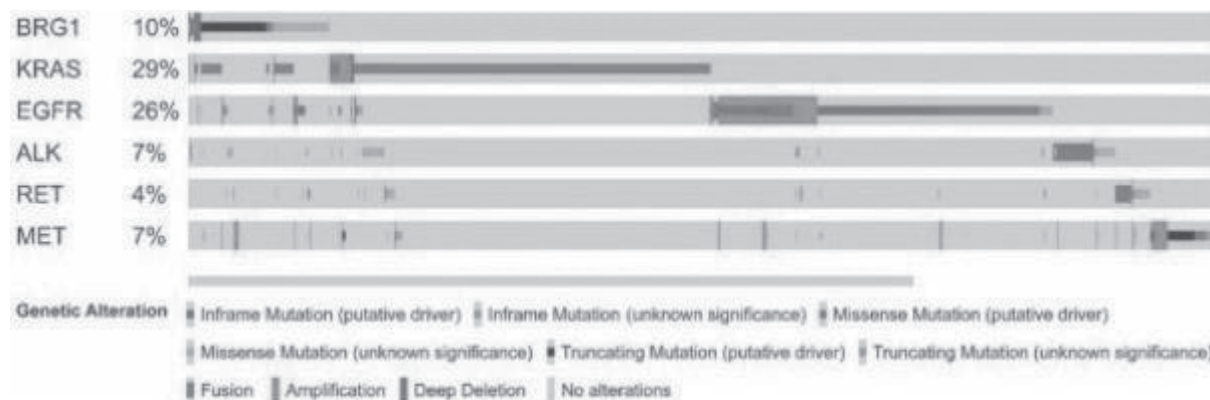 BRG1 10%
KRAS 29%
EGFR 26%
ALK 7%
RET 4%
MET 7%
Genetic Alteration Inframe Mutation (putative driver) Inframe Mutation (unknown significance) Missense Mutation (putative driver)
Missense Mutation (unknown significance) Truncating Mutation (putative driver) Truncating Mutation (unknown significance)
Fusion Amplification Deep Deletion No alterations